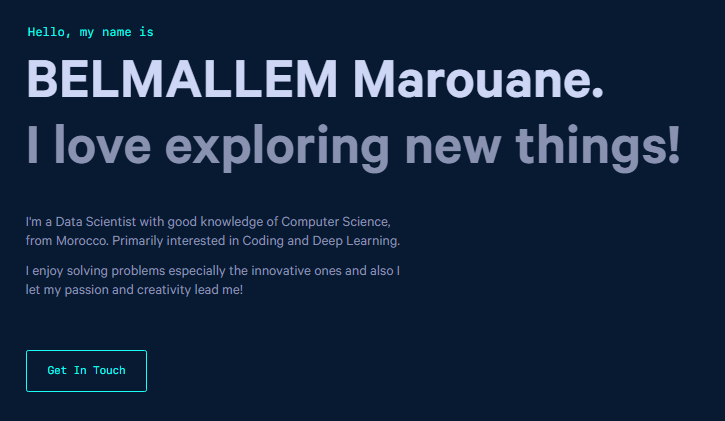 Hello, my name is
BELMALLEM Marouane.
I love exploring new things!
I'm a Data Scientist with good knowledge of Computer Science,
from Morocco. Primarily interested in Coding and Deep Learning.
I enjoy solving problems especially the innovative ones and also I
let my passion and creativity lead me!
Get In Touch